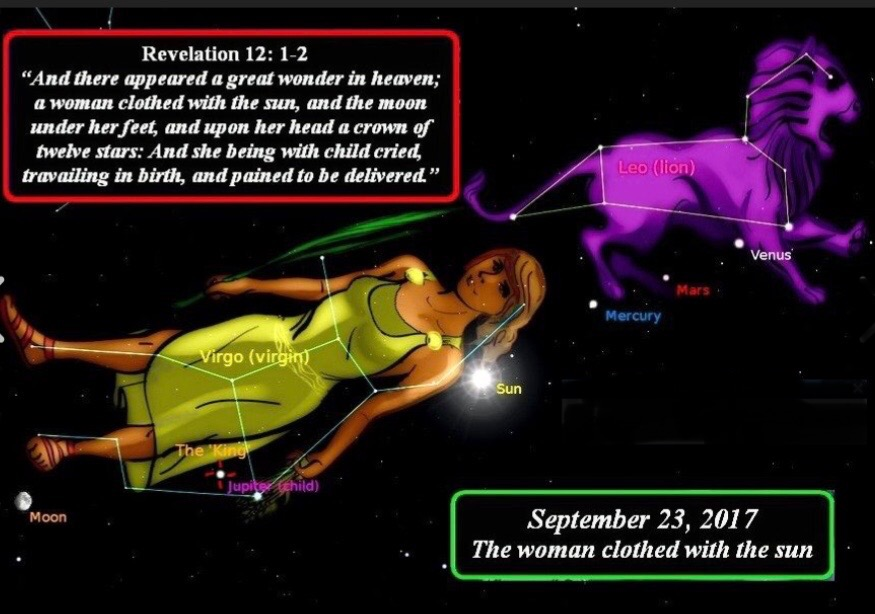 Revelation 12: 1-2
“And there appeared a great wonder in heaven;
a woman clothed with the sun, and the moon
under her feet, and upon her head a crown of
twelve stars: And she being with child cried,
travailing in birth, and pained to be delivered.”
Leo (lion)
Venus
Mars
Mercury
Virgo (virgin)
Sun
The 'King'
Jupiter (child)
Moon
September 23, 2017
The woman clothed with the sun